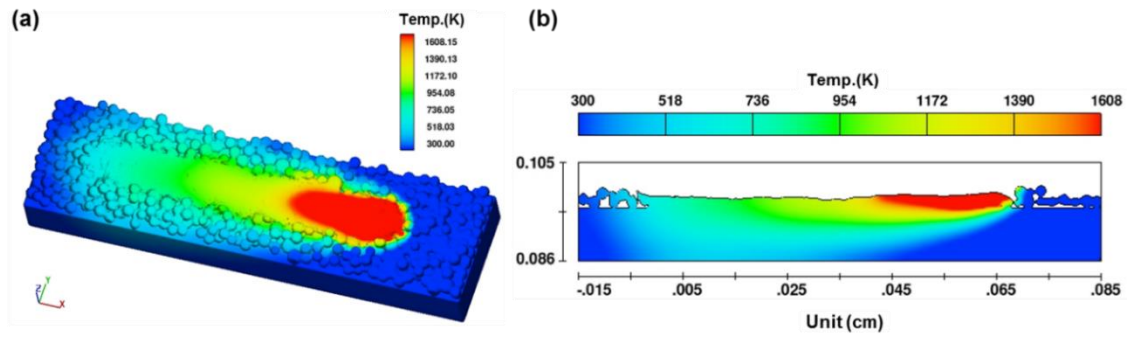 (a)
Temp.(K)
1608.15
1390.13
1172.10
954.08
736.05
518.03
300.00
Z Y X
(b)
Temp.(K)
300 518 736 954 1172 1390 1608
0.105
0.086
-.015 .005 .025 .045 .065 .085
Unit (cm)